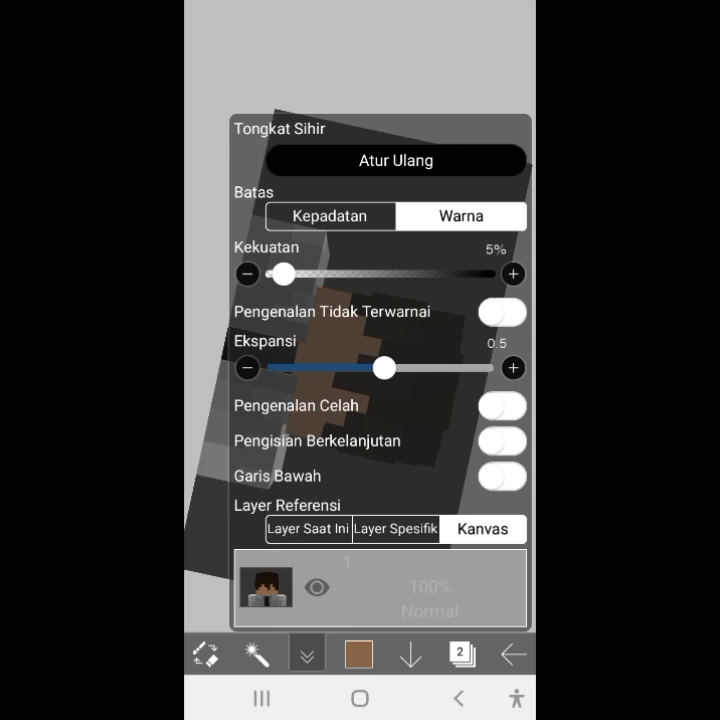 Tongkat Sihir
Atur Ulang
Batas
Kepadatan Warna
Kekuatan 5%
Pengenalan Tidak Terwarnai
Ekspansi 0.5
Pengenalan Celah
Pengisian Berkelanjutan
Garis Bawah
Layer Referensi
Layer Saat Ini Layer Spesifik Kanvas
1
100%
Normal
2